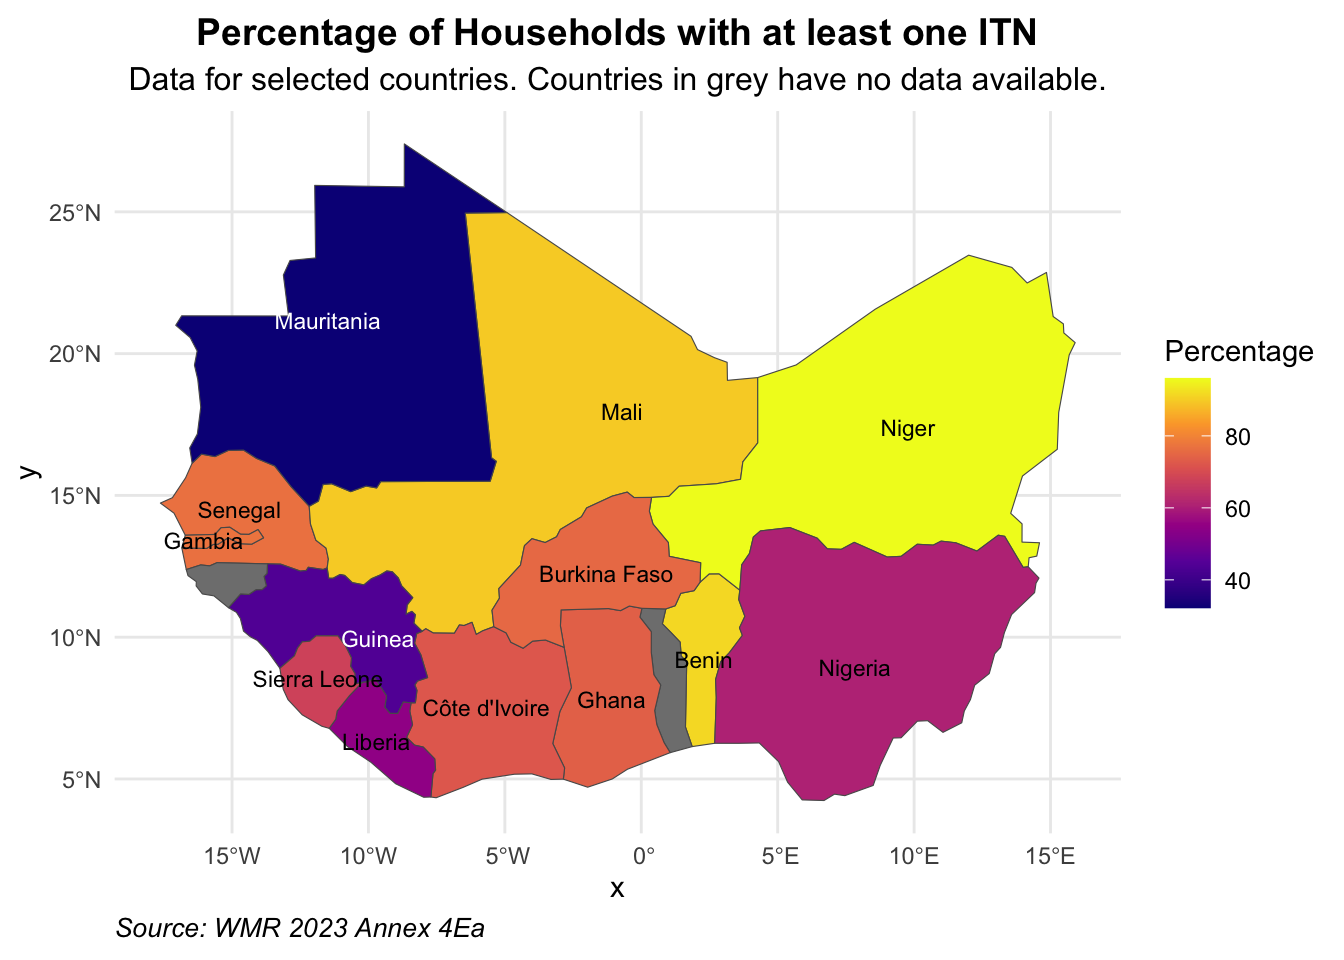 Percentage of Households with at least one ITN
Data for selected countries. Countries in grey have no data available.
25°N
20°N
15°N
10°N
5°N
y
Mauritania
Mali
Niger
Senegal
Gambia
Burkina Faso
Guinea
Benin
Nigeria
Sierra Leone
Ghana
Côte d'Ivoire
Liberia
15°W
10°W
5°W
0°
5°E
10°E
15°E
x
Percentage
80
60
40
Source: WMR 2023 Annex 4Ea